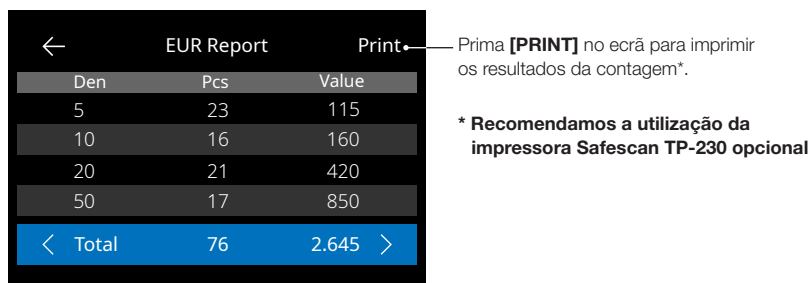 EUR Report Print
Den Pcs Value
5 23 115
10 16 160
20 21 420
50 17 850
Total 76 2.645
Prima [PRINT] no ecrã para imprimir
os resultados da contagem*.
* Recomendamos a utilização da
impressora Safescan TP-230 opcional